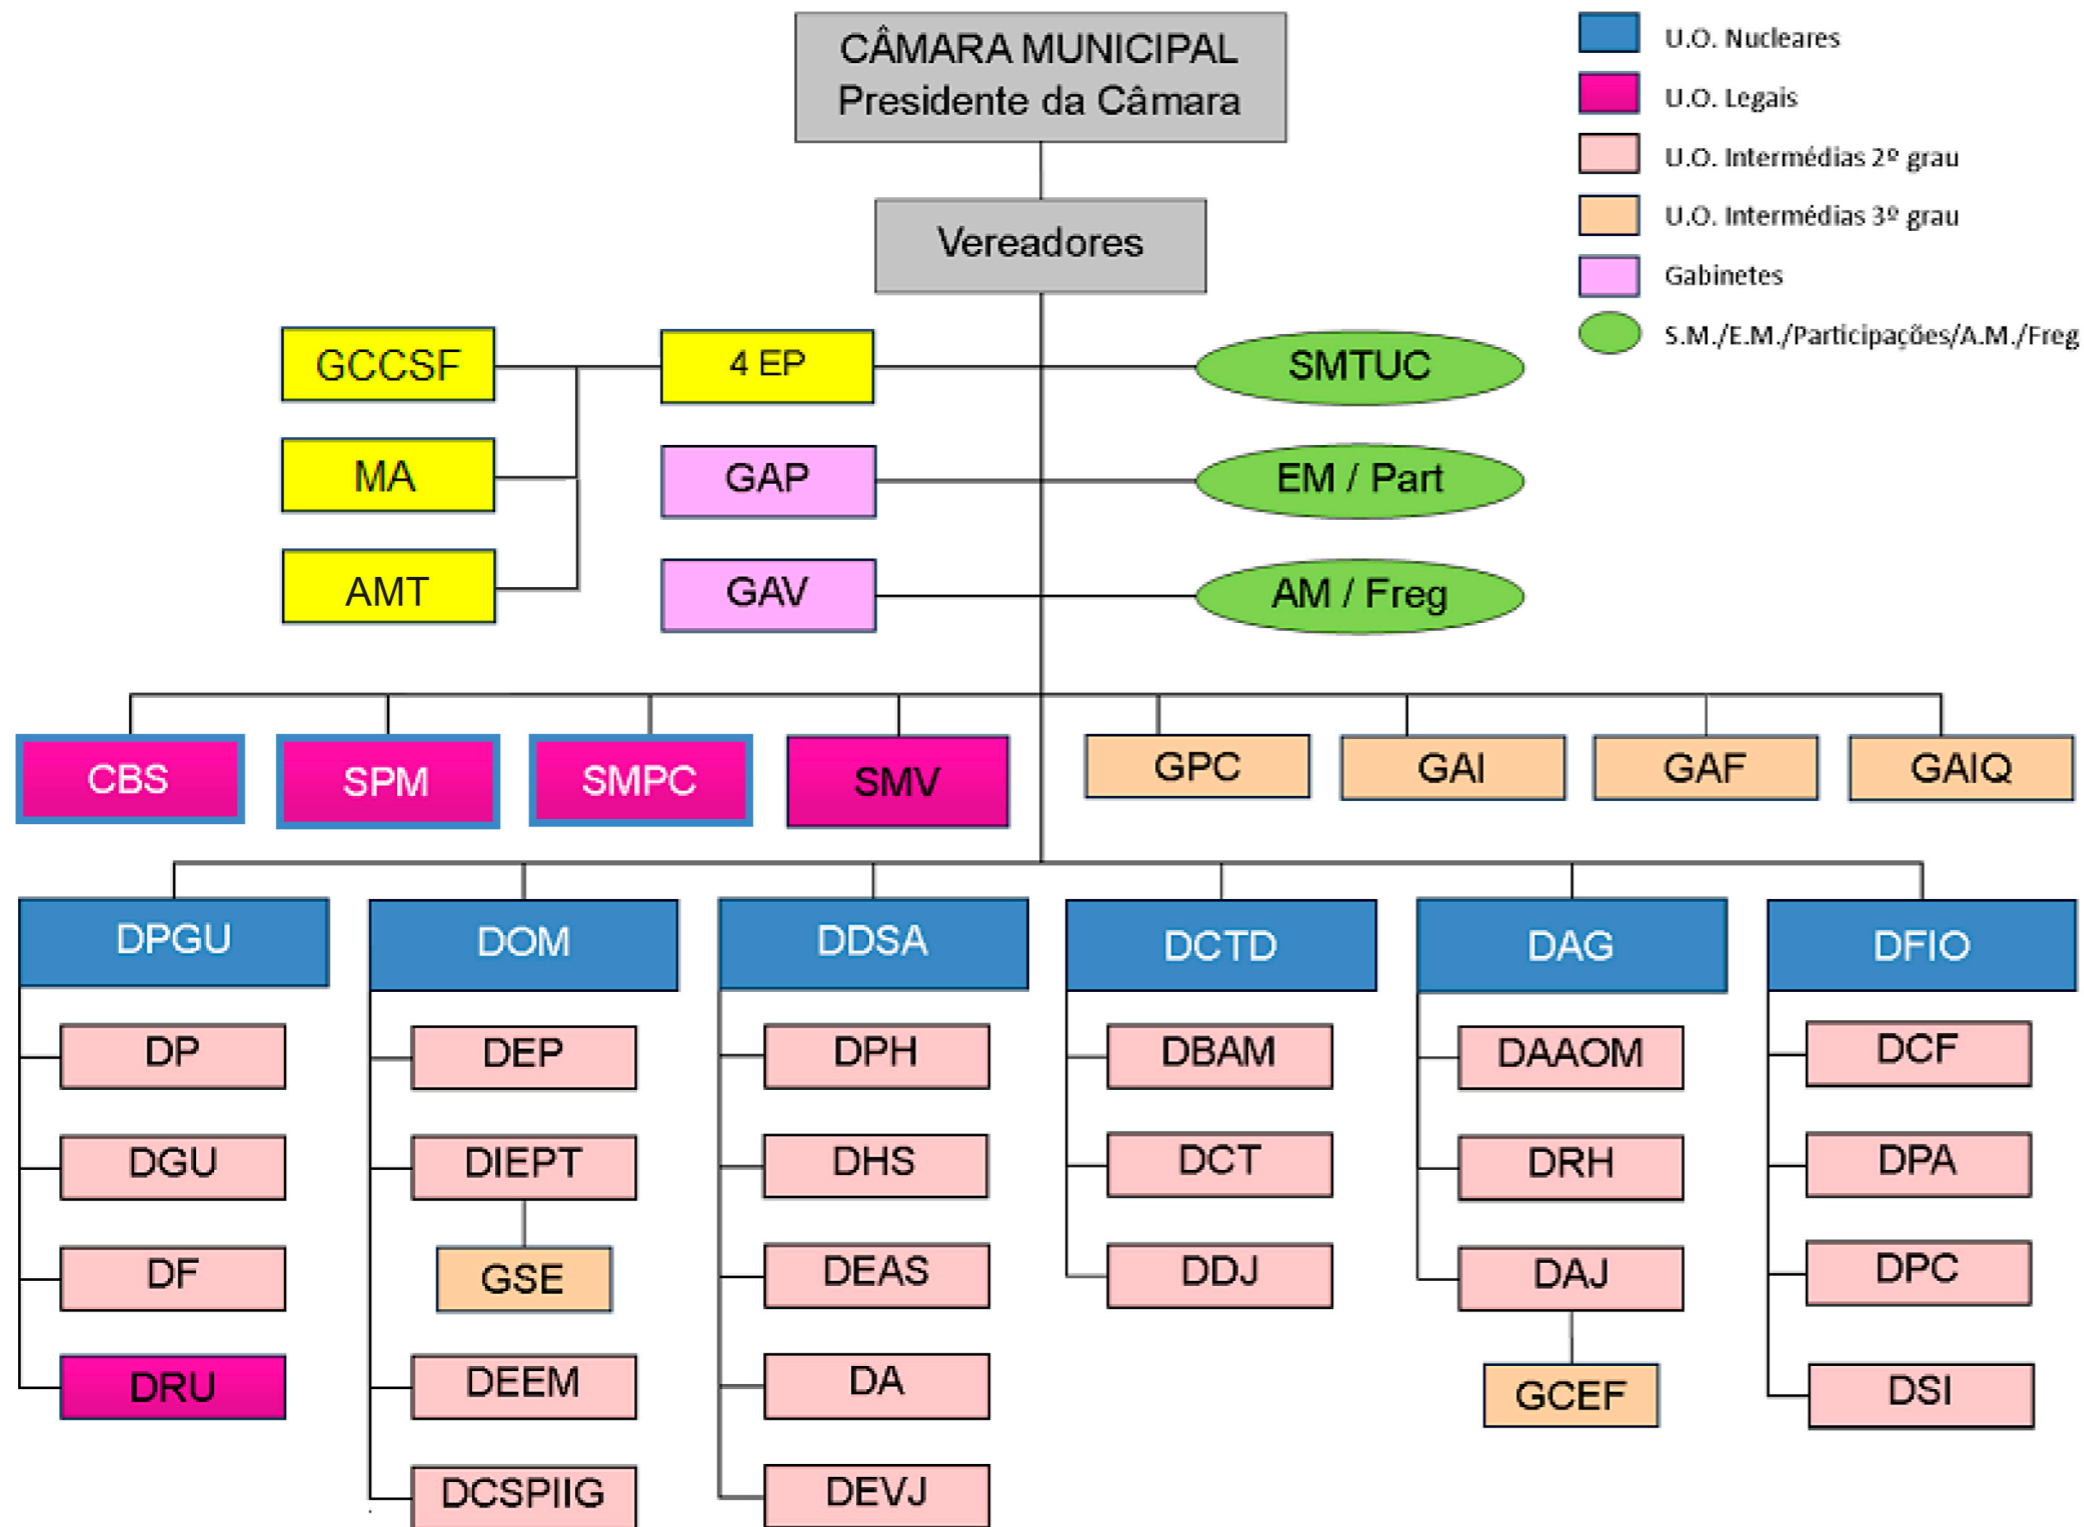 CÂMARA MUNICIPAL
Presidente da Câmara
Vereadores
U.O. Nucleares
U.O. Legais
U.O. Intermédias 2º grau
U.O. Intermédias 3º grau
Gabinetes
S.M./E.M./Participações/A.M./Freg
GCCSF
4 EP
SMTUC
MA
GAP
EM / Part
AMT
GAV
AM / Freg
CBS
SPM
SMPC
SMV
GPC
GAI
GAF
GAIQ
DPGU
DOM
DDSA
DCTD
DAG
DFIO
DP
DGU
DF
DRU
DEP
DIEPT
GSE
DEEM
DCSPIIG
DPH
DHS
DEAS
DA
DEVJ
DBAM
DCT
DDJ
DAAOM
DRH
DAJ
GCEF
DCF
DPA
DPC
DSI